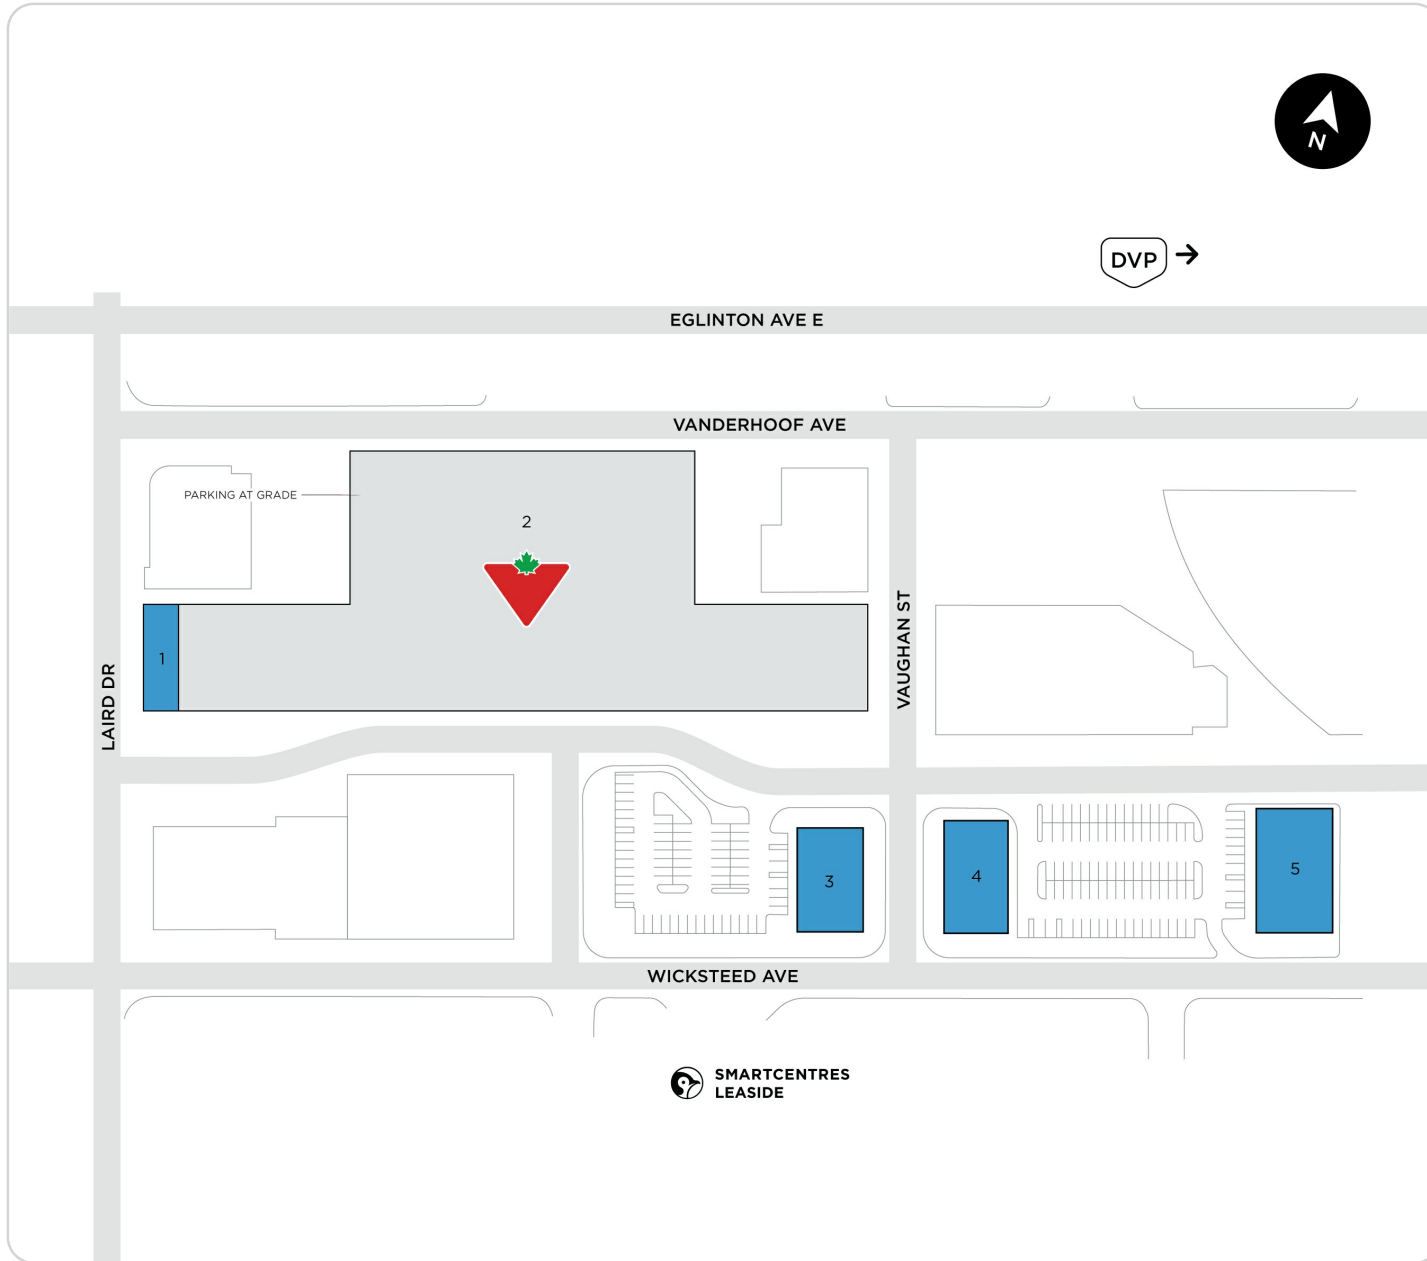 N
DVP
EGLINTON AVE E
VANDERHOOF AVE
PARKING AT GRADE
2
1
LAIRD DR
VAUGHAN ST
3
4
5
WICKSTEED AVE
SMARTCENTRES
LEASIDE